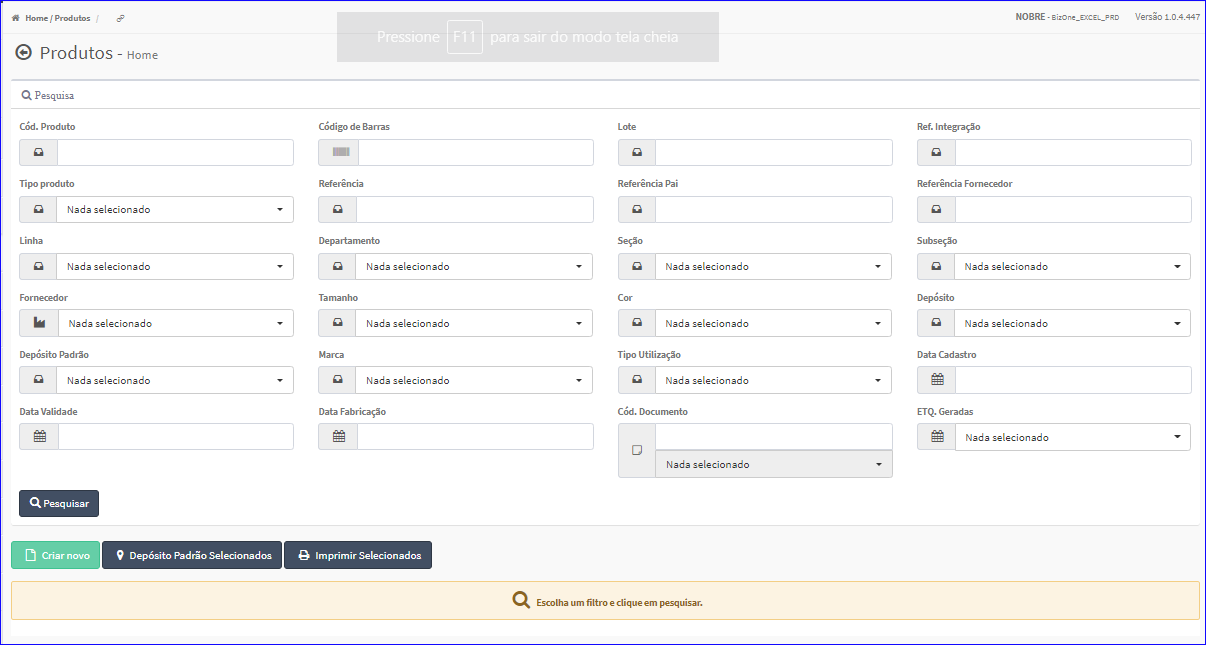 Home / Produtos /
NOBRE - BizOne_EXCEL_PRD Versão 1.0.4.447
Pressione F11 para sair do modo tela cheia
Produtos - Home
Pesquisa
Cód. Produto Código de Barras Lote Ref. Integração
Tipo produto Referência Referência Pai Referência Fornecedor
Nada selecionado
Linha Departamento Seção Subseção
Nada selecionado Nada selecionado Nada selecionado Nada selecionado
Fornecedor Tamanho Cor Depósito
Nada selecionado Nada selecionado Nada selecionado Nada selecionado
Depósito Padrão Marca Tipo Utilização Data Cadastro
Nada selecionado Nada selecionado Nada selecionado
Data Validade Data Fabricação Cód. Documento ETQ. Geradas
Nada selecionado
Nada selecionado
Pesquisar
Criar novo Depósito Padrão Selecionados Imprimir Selecionados
Escolha um filtro e clique em pesquisar.